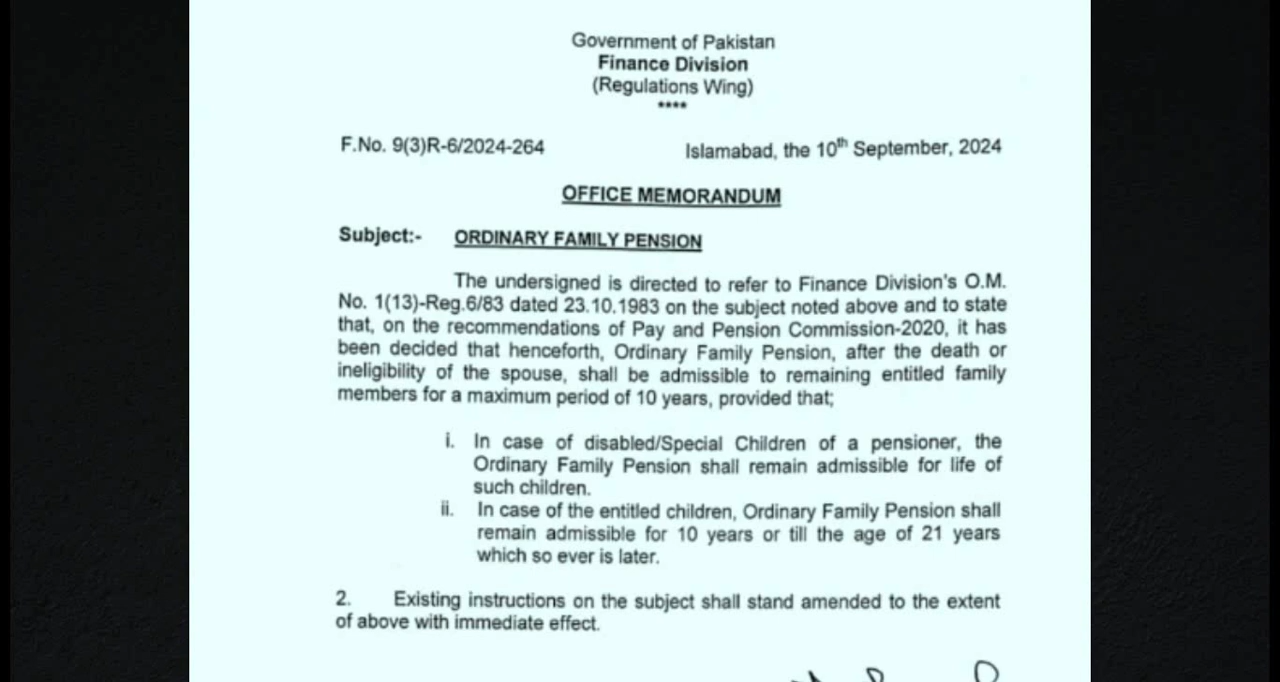 Government of Pakistan
Finance Division
(Regulations Wing)
****
F.No. 9(3)R-6/2024-264
Islamabad, the 10th September, 2024
OFFICE MEMORANDUM
Subject:- ORDINARY FAMILY PENSION
The undersigned is directed to refer to Finance Division's O.M.
No. 1(13)-Reg.6/83 dated 23.10.1983 on the subject noted above and to state
that, on the recommendations of Pay and Pension Commission-2020, it has
been decided that henceforth, Ordinary Family Pension, after the death or
ineligibility of the spouse, shall be admissible to remaining entitled family
members for a maximum period of 10 years, provided that;
i. In case of disabled/Special Children of a pensioner, the
Ordinary Family Pension shall remain admissible for life of
such children.
ii. In case of the entitled children, Ordinary Family Pension shall
remain admissible for 10 years or till the age of 21 years
which so ever is later.
2. Existing instructions on the subject shall stand amended to the extent
of above with immediate effect.